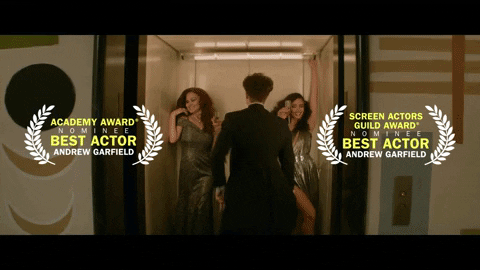 ACADEMY AWARD®
NOMINEE
BEST ACTOR
ANDREW GARFIELD
SCREEN ACTORS
GUILD AWARD®
NOMINEE
BEST ACTOR
ANDREW GARFIELD